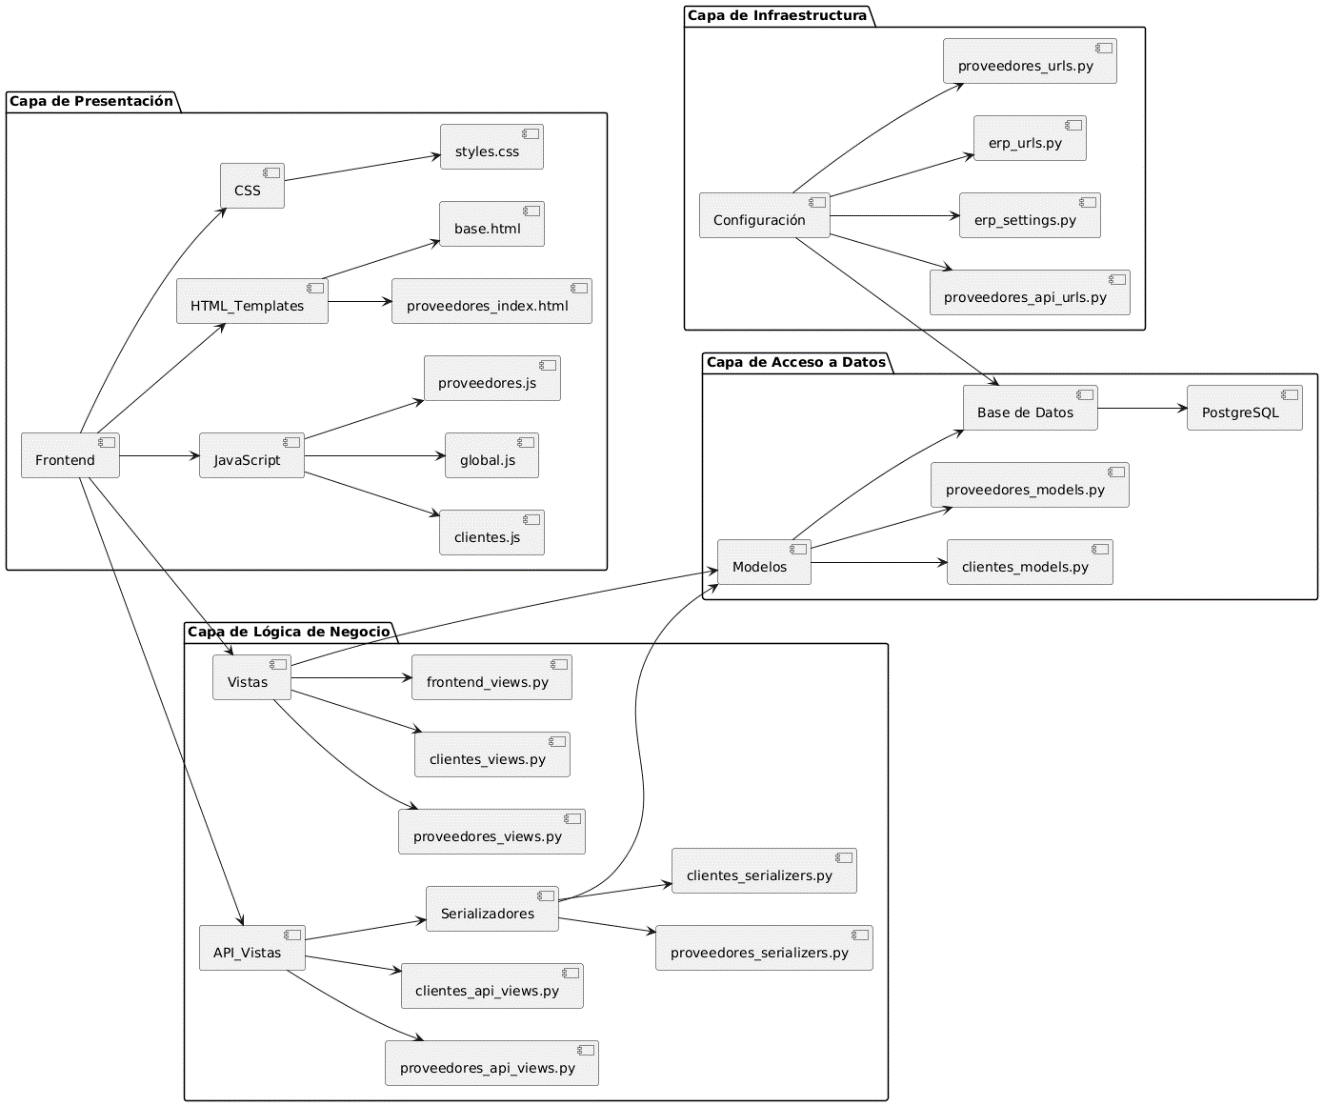 Capa de Infraestructura
proveedores_urls.py
erp_urls.py
Configuración
erp_settings.py
proveedores_api_urls.py
Capa de Presentación
styles.css
CSS
base.html
HTML_Templates
proveedores_index.html
proveedores.js
Frontend
JavaScript
global.js
clientes.js
Capa de Acceso a Datos
Base de Datos
PostgreSQL
proveedores_models.py
Modelos
clientes_models.py
Capa de Lógica de Negocio
Vistas
frontend_views.py
clientes_views.py
proveedores_views.py
clientes_serializers.py
Serializadores
API_Vistas
proveedores_serializers.py
clientes_api_views.py
proveedores_api_views.py